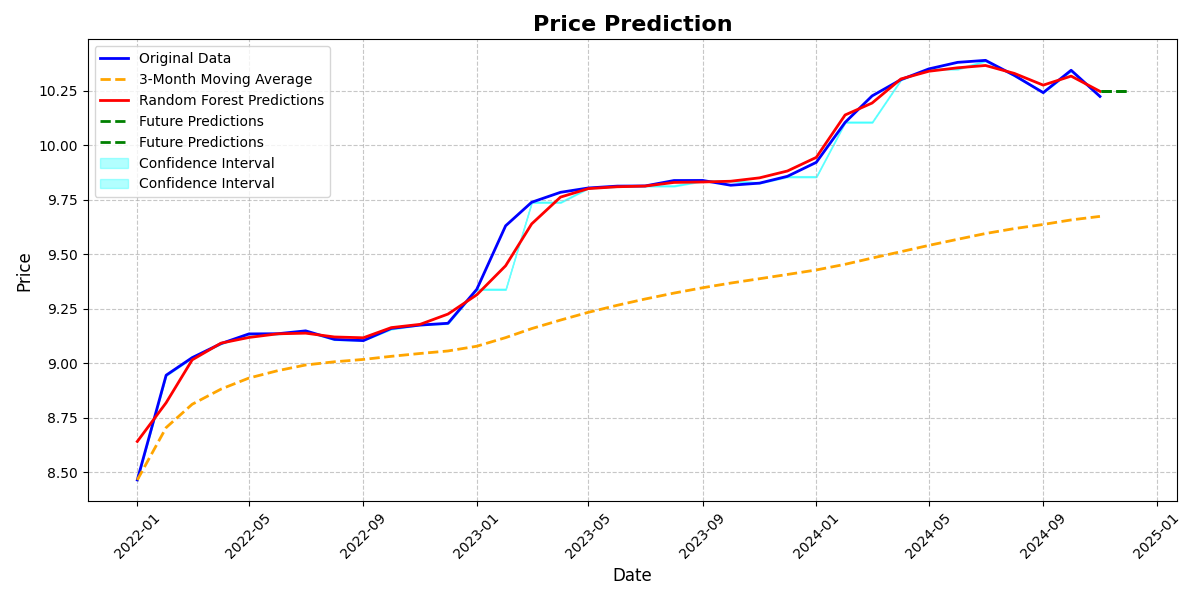 Price Prediction
Original Data
3-Month Moving Average
Random Forest Predictions
Future Predictions
Future Predictions
Confidence Interval
Confidence Interval
10.25
10.00
9.75
9.50
9.25
9.00
8.75
8.50
Price
2022-01
2022-05
2022-09
2023-01
2023-05
2023-09
2024-01
2024-05
2024-09
2025-01
Date